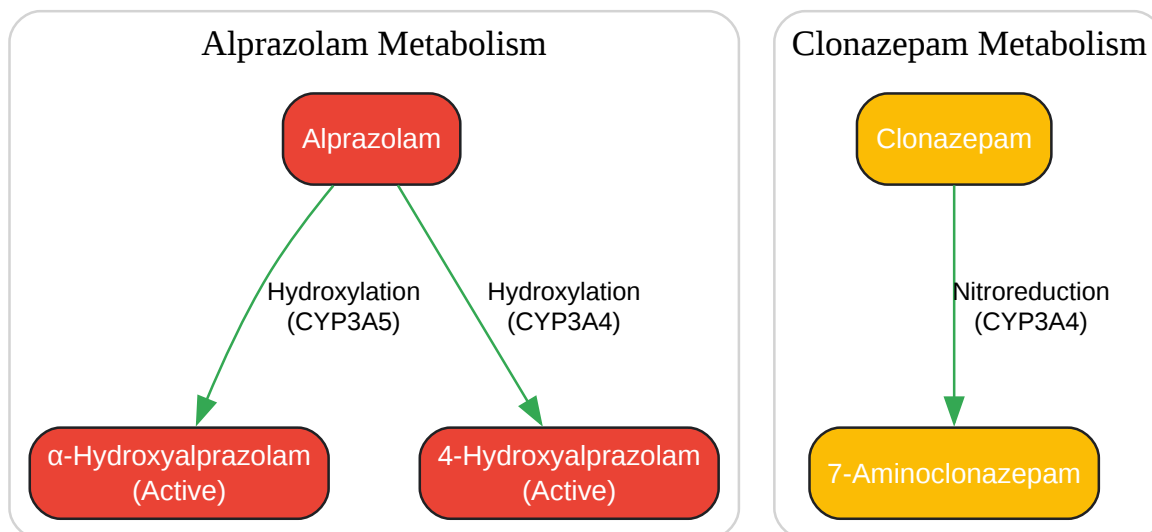 Alprazolam Metabolism
Alprazolam
Hydroxylation
(CYP3A5)
Hydroxylation
(CYP3A4)
α-Hydroxyalprazolam
(Active)
4-Hydroxyalprazolam
(Active)
Clonazepam Metabolism
Clonazepam
Nitroreduction
(CYP3A4)
7-Aminoclonazepam